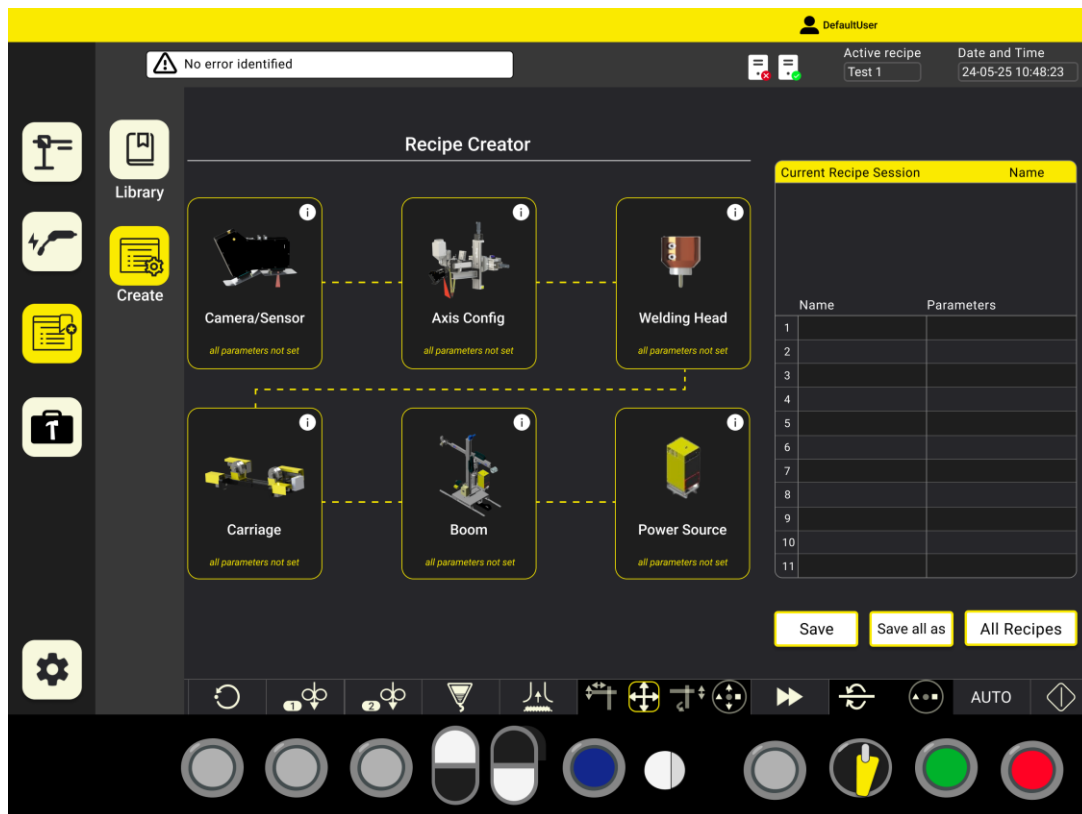 DefaultUser
No error identified
Active recipe
Test 1
Date and Time
24-05-25 10:48:23
Library
Create
Recipe Creator
Camera/Sensor
all parameters not set
Axis Config
all parameters not set
Welding Head
all parameters not set
Carriage
all parameters not set
Boom
all parameters not set
Power Source
all parameters not set
Current Recipe Session Name
Name Parameters
1
2
3
4
5
6
7
8
9
10
11
Save
Save all as
All Recipes
1
2
AUTO